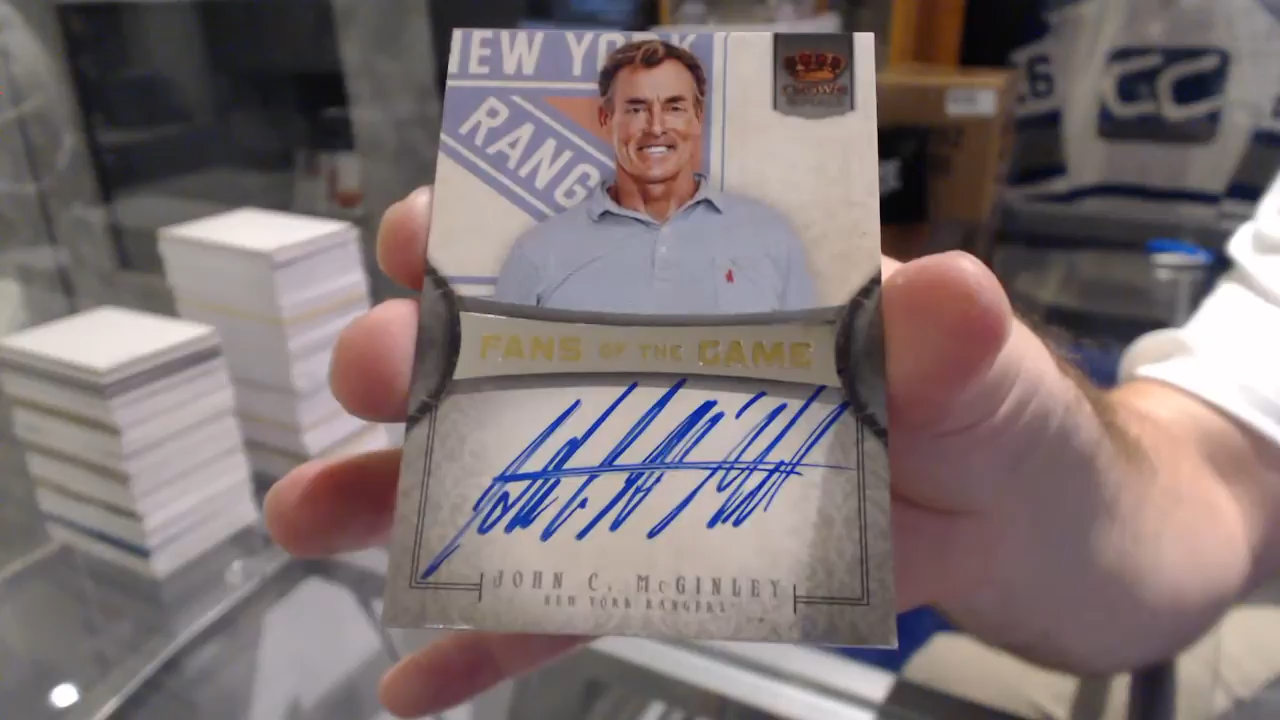 NEW YORK
RANG
FANS OF THE GAME
JOHN C. McGINLEY
NEW YORK RANGERS